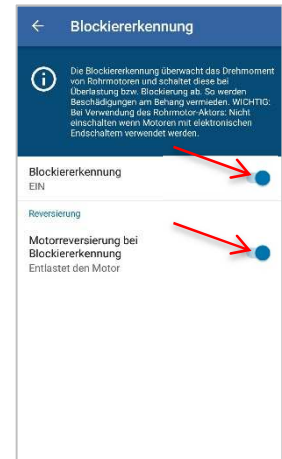 Blockiererkennung
Die Blockiererkennung überwacht das Drehmoment
von Rohrmotoren und schaltet diese bei
Überlastung bzw. Blockierung ab. So werden
Beschädigungen am Behang vermieden. WICHTIG:
Bei Verwendung des Rohrmotor-Aktors: Nicht
einschalten wenn Motoren mit elektronischen
Endschaltern verwendet werden.
Blockiererkennung
EIN
Reversierung
Motorreversierung bei
Blockiererkennung
Entlastet den Motor